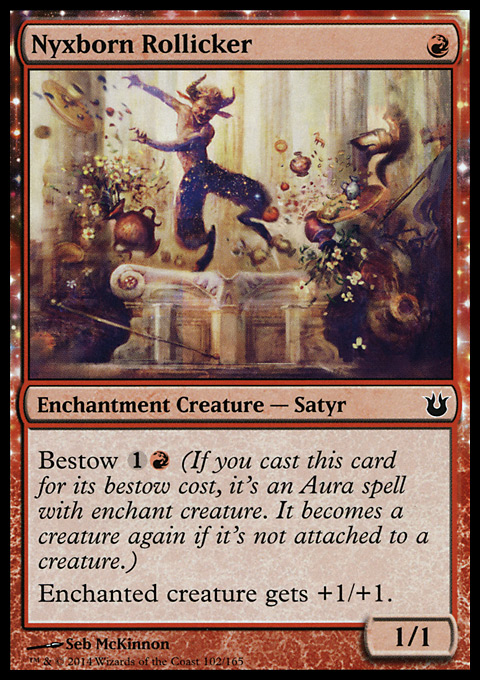 Nyxborn Rollicker
Enchantment Creature — Satyr
Bestow 1 (If you cast this card
for its bestow cost, it's an Aura spell
with enchant creature. It becomes a
creature again if it's not attached to a
creature.)
Enchanted creature gets +1/+1.
1/1
Seb McKinnon
™ & © 2014 Wizards of the Coast 102/165